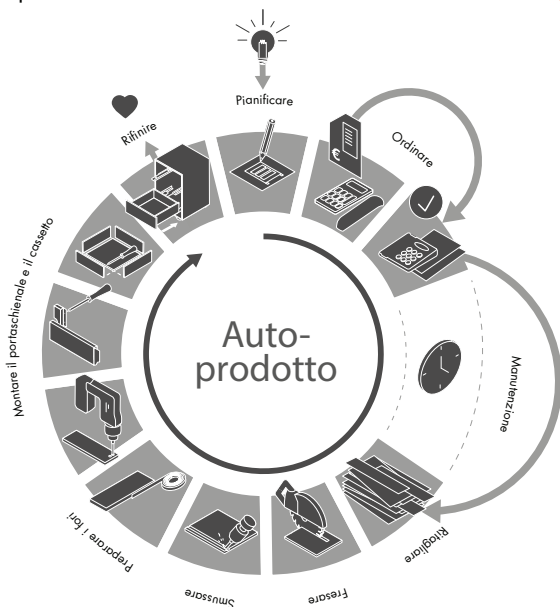 Pianificare
Ordinare
Manutenzione
Ritagliare
Fresare
Smussare
Preparare i fori
Montare il portaschienale e il cassetto
Rifinire
€
Auto-
prodotto